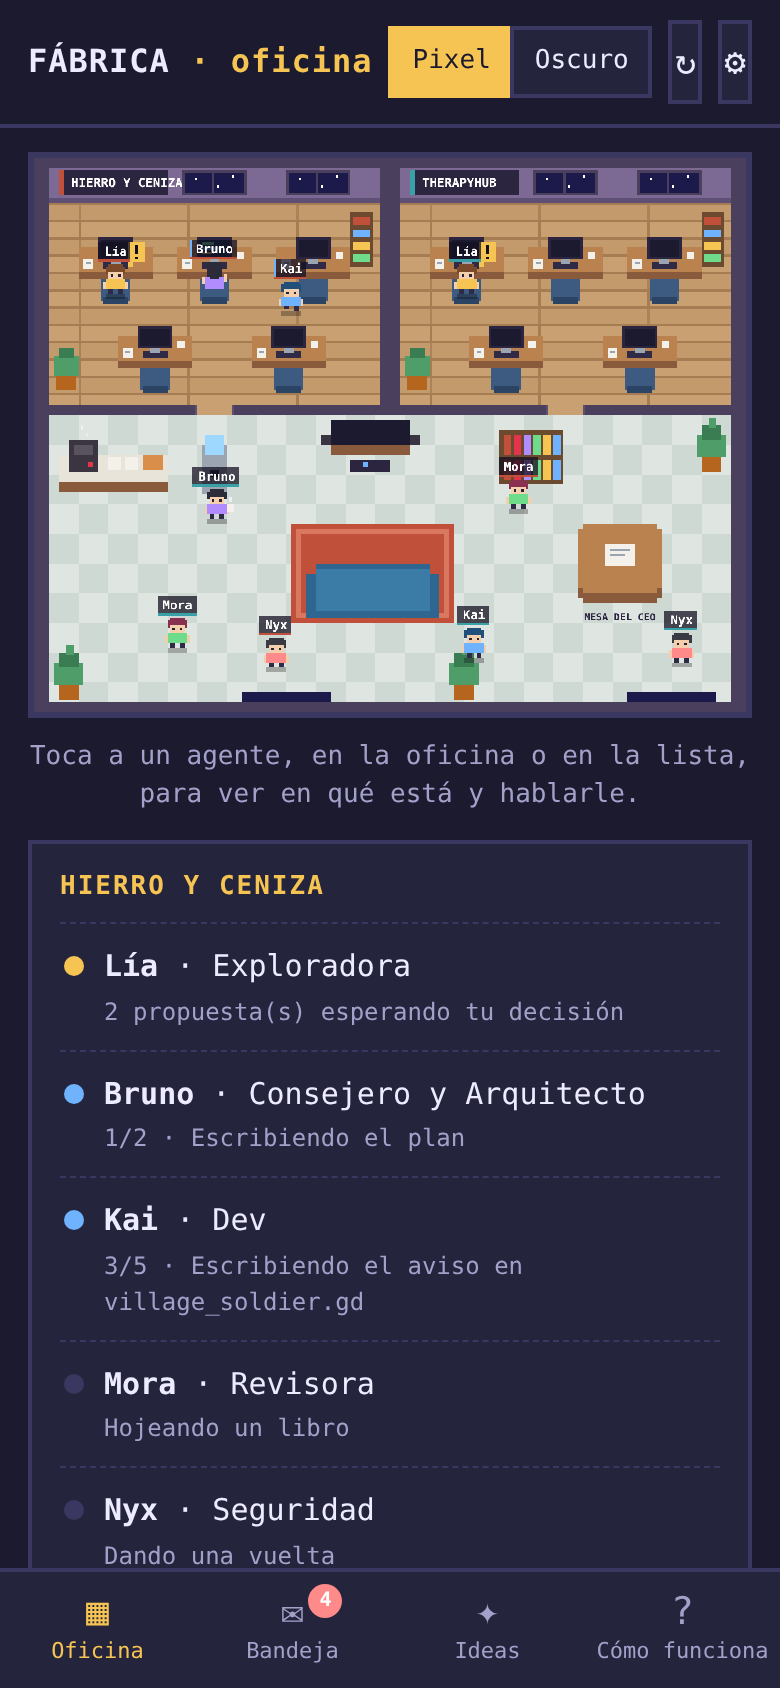 FÁBRICA · oficina
Pixel
Oscuro
HIERRO Y CENIZA
THERAPYHUB
Lía
!
Bruno
Kai
Lía
!
Bruno
Mora
Mora
Nyx
Kai
MESA DEL CEO
Nyx
Toca a un agente, en la oficina o en la lista,
para ver en qué está y hablarle.
HIERRO Y CENIZA
Lía · Exploradora
2 propuesta(s) esperando tu decisión
Bruno · Consejero y Arquitecto
1/2 · Escribiendo el plan
Kai · Dev
3/5 · Escribiendo el aviso en
village_soldier.gd
Mora · Revisora
Hojeando un libro
Nyx · Seguridad
Dando una vuelta
4
?
Oficina
Bandeja
Ideas
Cómo funciona